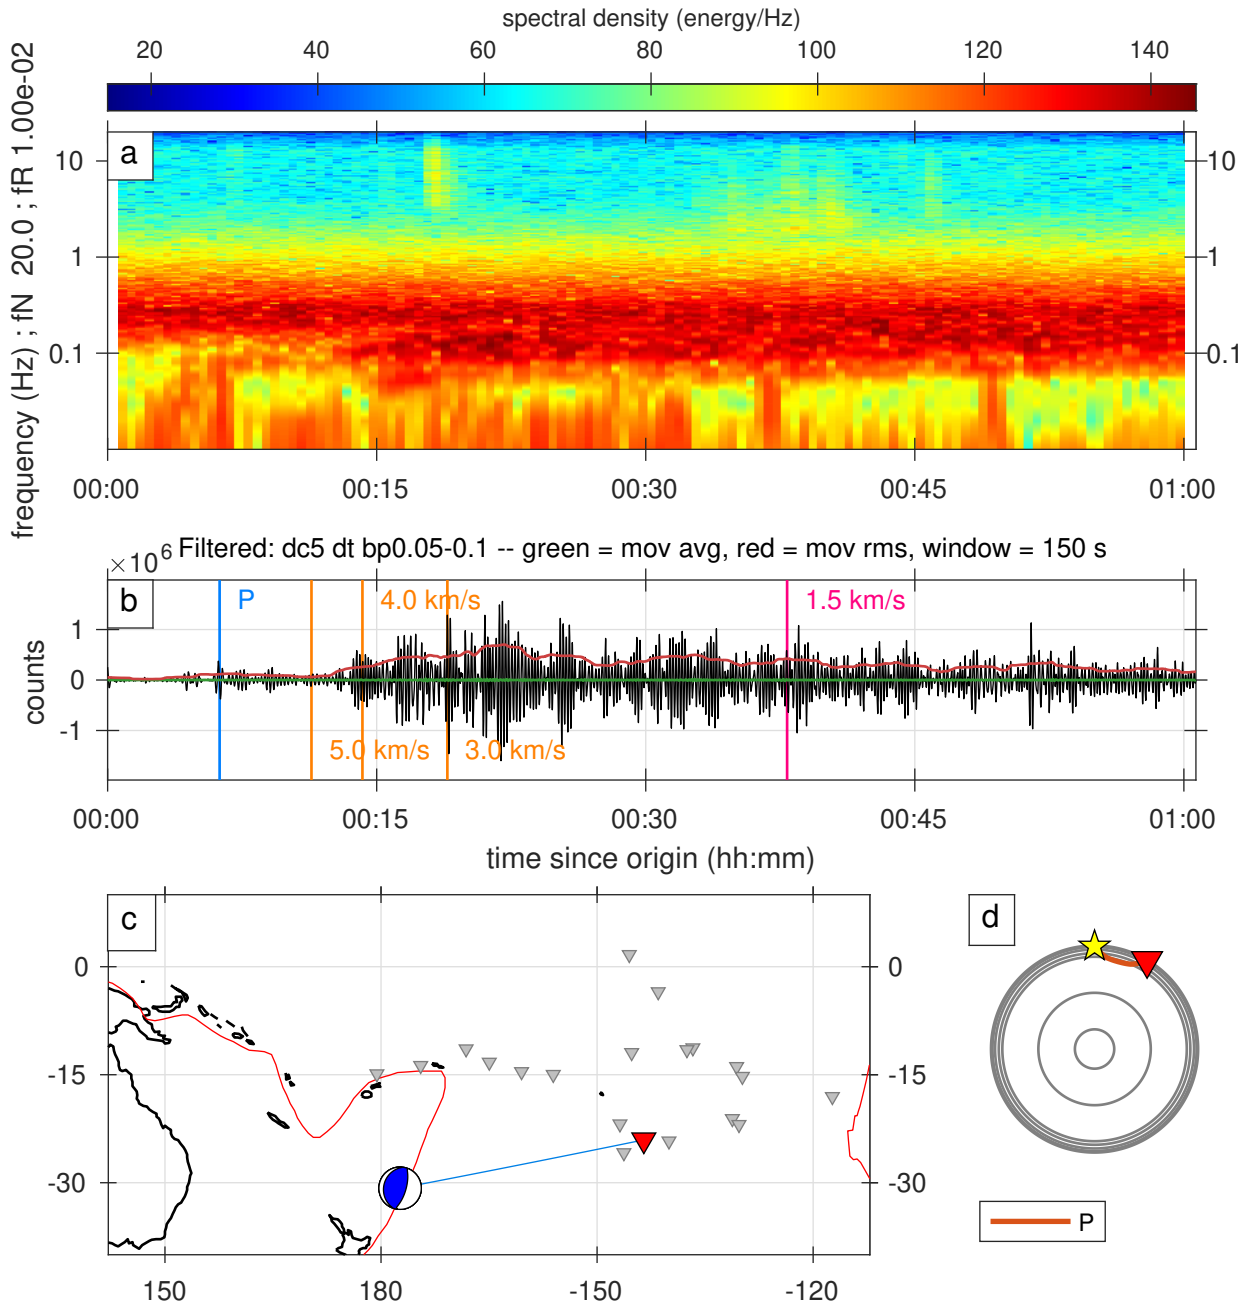 spectral density (energy/Hz)
20 40 60 80 100 120 140
frequency (Hz) ; fN 20.0 ; fR 1.00e-02
a
10 10
1 1
0.1 0.1
00:00 00:15 00:30 00:45 01:00
×10^6 Filtered: dc5 dt bp0.05-0.1 -- green = mov avg, red = mov rms, window = 150 s
b P 4.0 km/s 1.5 km/s
counts
1
0
-1
5.0 km/s 3.0 km/s
00:00 00:15 00:30 00:45 01:00
time since origin (hh:mm)
c d
0 0
-15 -15
-30 -30
P
150 180 -150 -120